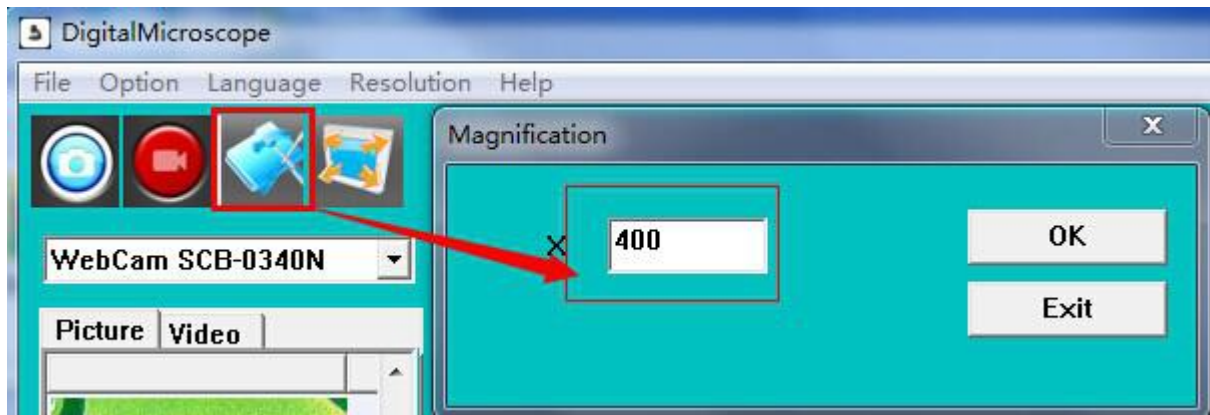 DigitalMicroscope
File Option Language Resolution Help
Magnification
X 400
OK
WebCam SCB-0340N
Exit
Picture Video